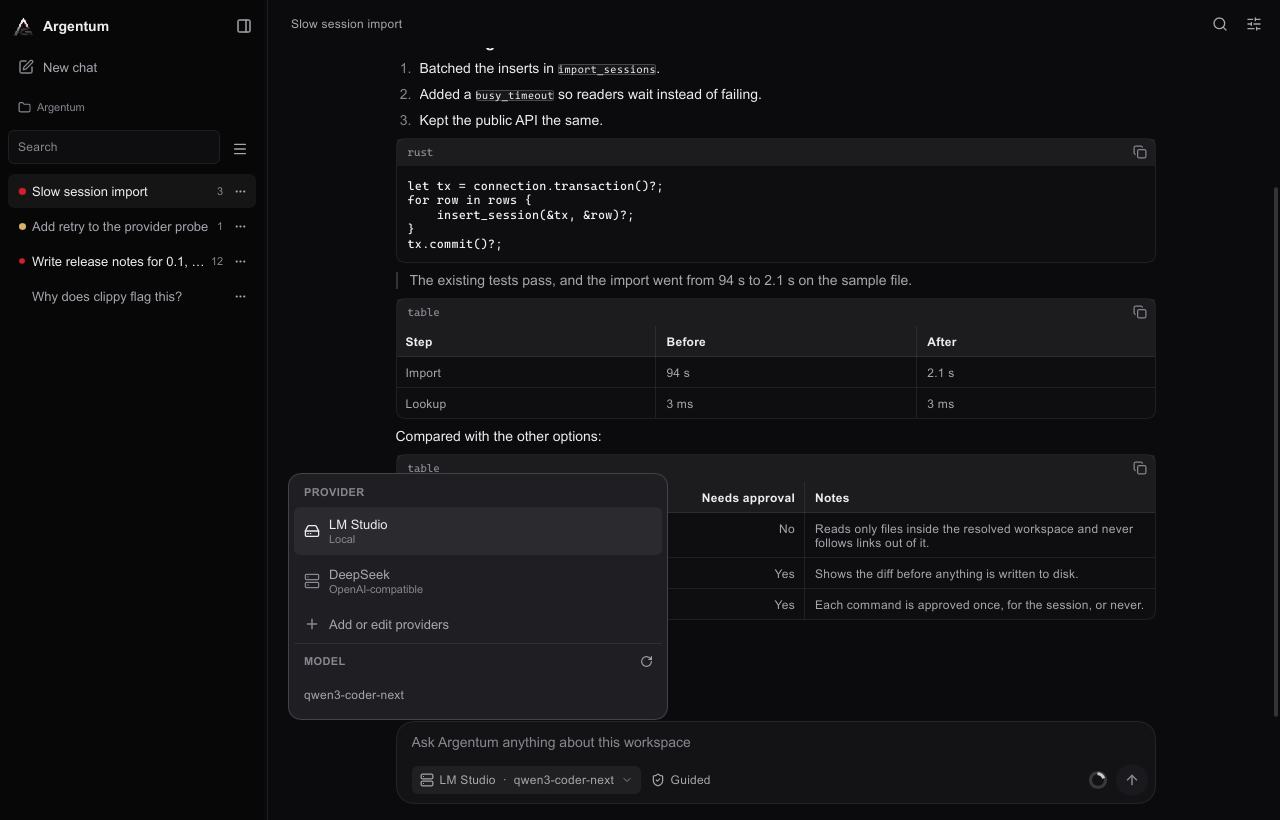 Argentum
New chat
Argentum
Search
Slow session import 3
Add retry to the provider probe 1
Write release notes for 0.1, … 12
Why does clippy flag this?
Slow session import
1. Batched the inserts in import_sessions.
2. Added a busy_timeout so readers wait instead of failing.
3. Kept the public API the same.
rust
let tx = connection.transaction()?;
for row in rows {
    insert_session(&tx, &row)?;
}
tx.commit()?;
The existing tests pass, and the import went from 94 s to 2.1 s on the sample file.
table
Step Before After
Import 94 s 2.1 s
Lookup 3 ms 3 ms
Compared with the other options:
table
Needs approval Notes
No Reads only files inside the resolved workspace and never
follows links out of it.
Yes Shows the diff before anything is written to disk.
Yes Each command is approved once, for the session, or never.
PROVIDER
LM Studio
Local
DeepSeek
OpenAI-compatible
Add or edit providers
MODEL
qwen3-coder-next
Ask Argentum anything about this workspace
LM Studio · qwen3-coder-next Guided